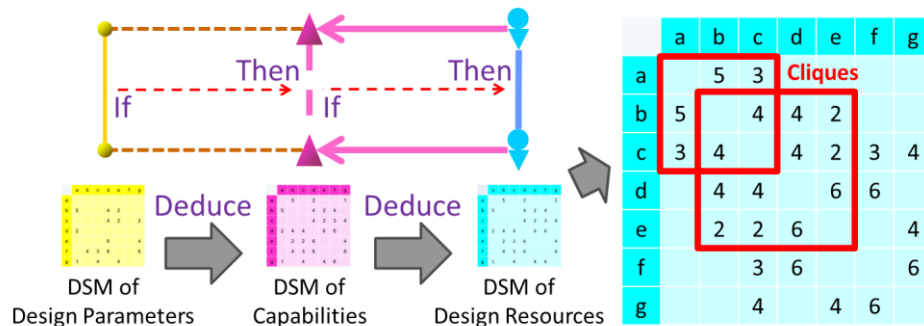 Then
Then
If
If
Deduce
Deduce
DSM of
Design Parameters
DSM of
Capabilities
DSM of
Design Resources
a b c d e f g
a 5 3 Cliques
b 5 4 4 2
c 3 4 4 2 3 4
d 4 4 6 6
e 2 2 6 4
f 3 6 6
g 4 4 6